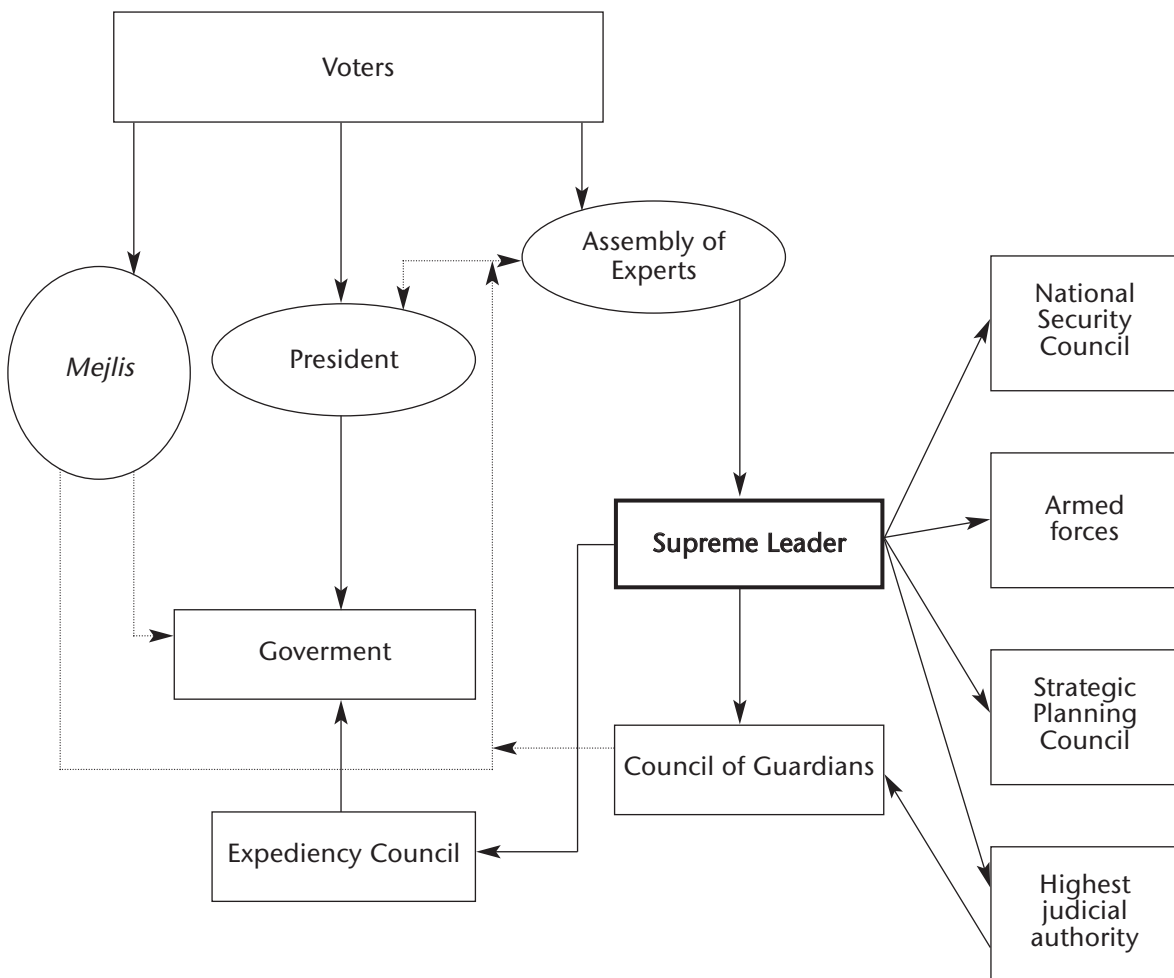 Voters
Assembly of
Experts
National
Security
Council
Mejlis
President
Armed
forces
Supreme Leader
Goverment
Strategic
Planning
Council
Council of Guardians
Expediency Council
Highest
judicial
authority